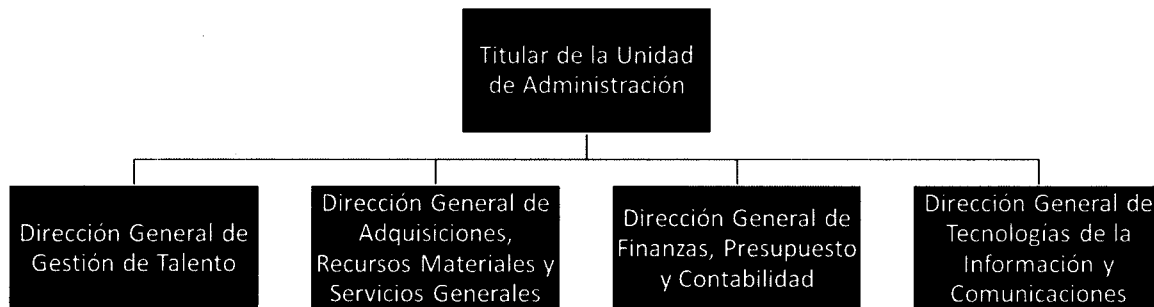 Titular de la Unidad
de Administración
Dirección General de
Gestión de Talento
Dirección General de
Adquisiciones,
Recursos Materiales y
Servicios Generales
Dirección General de
Finanzas, Presupuesto
y Contabilidad
Dirección General de
Tecnologías de la
Información y
Comunicaciones